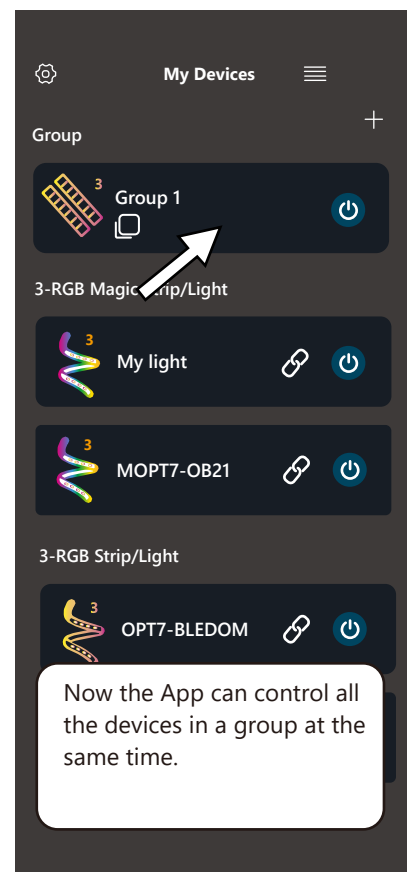 My Devices
Group
3
Group 1
3-RGB Magic Strip/Light
3
My light
3
MOPT7-OB21
3-RGB Strip/Light
3
OPT7-BLEDOM
Now the App can control all
the devices in a group at the
same time.